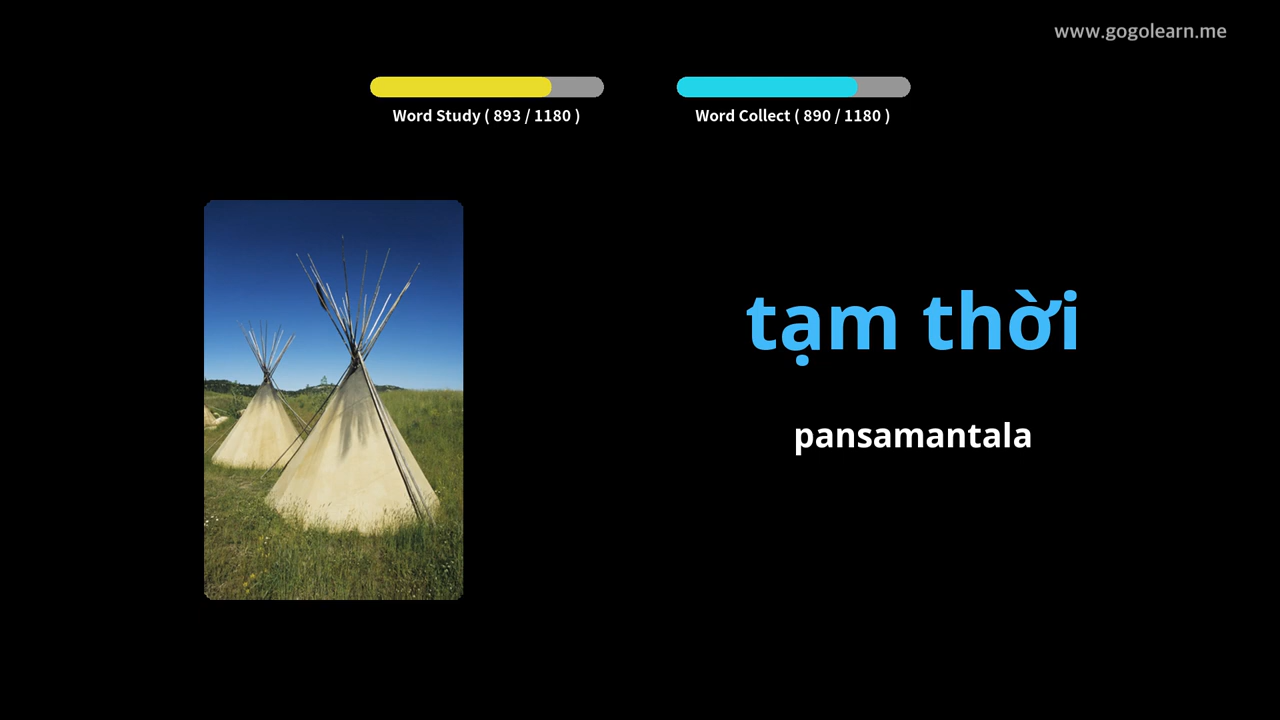 www.gogolearn.me
Word Study ( 893 / 1180 )
Word Collect ( 890 / 1180 )
tạm thời
pansamantala